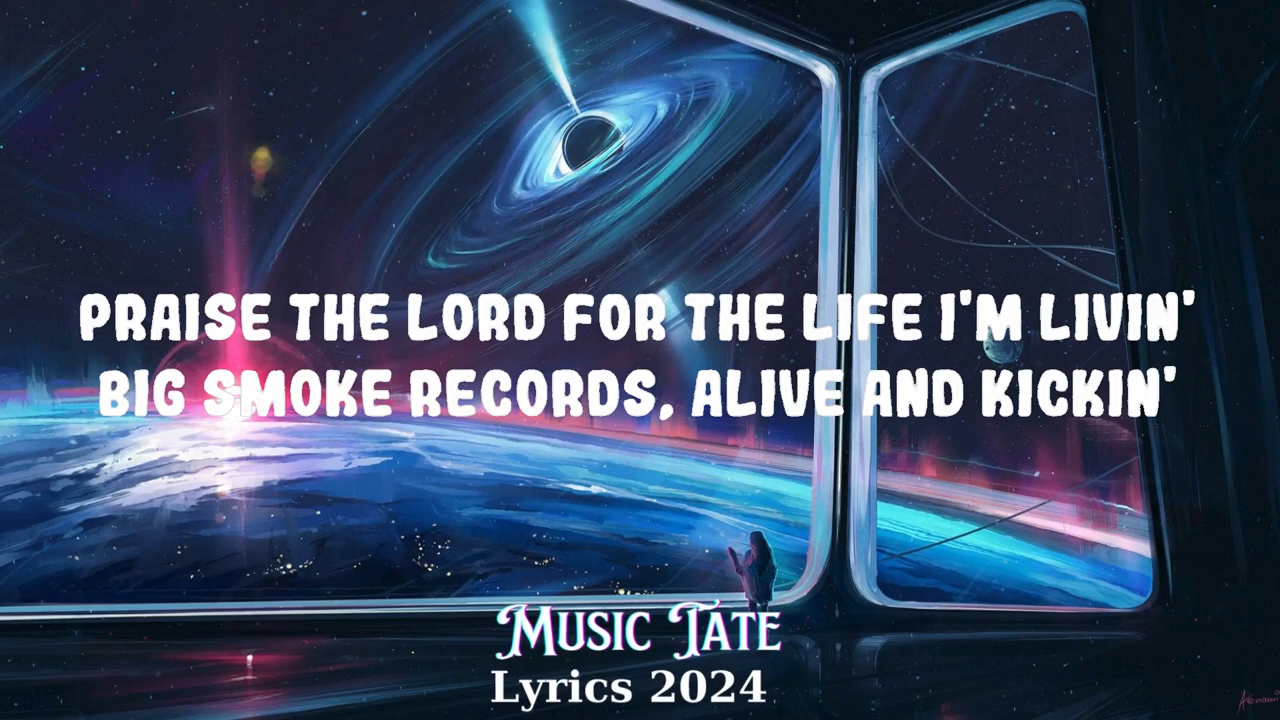 PRAISE THE LORD FOR THE LIFE I'M LIVIN'
BIG SMOKE RECORDS, ALIVE AND KICKIN'
MUSIC TATE
Lyrics 2024